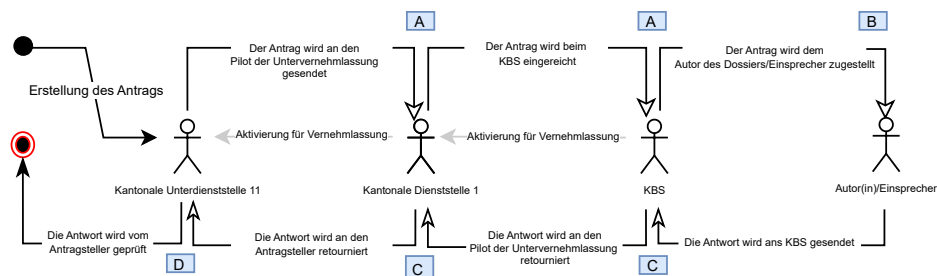 A
A
B
Der Antrag wird an den
Pilot der Untervernehmlassung
gesendet
Der Antrag wird beim
KBS eingereicht
Der Antrag wird dem
Autor des Dossiers/Einsprecher zugestellt
Erstellung des Antrags
Aktivierung für Vernehmlassung
Aktivierung für Vernehmlassung
Kantonale Unterdienststelle 11
Kantonale Dienststelle 1
KBS
Autor(in)/Einsprecher
Die Antwort wird vom
Antragsteller geprüft
Die Antwort wird an den
Antragsteller retourniert
Die Antwort wird an den
Pilot der Untervernehmlassung
retourniert
Die Antwort wird ans KBS gesendet
D
C
C